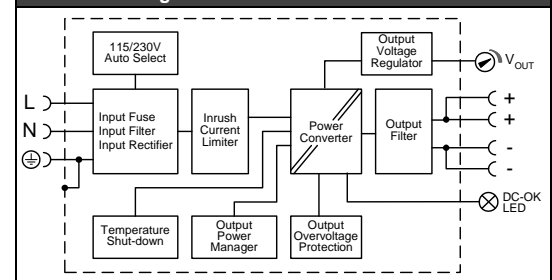 115/230V
Auto Select
Output
Voltage
Regulator
V OUT
L
N
Input Fuse
Input Filter
Input Rectifier
Inrush
Current
Limiter
Power
Converter
Output
Filter
+
+
-
-
DC-OK
LED
Temperature
Shut-down
Output
Power
Manager
Output
Overvoltage
Protection